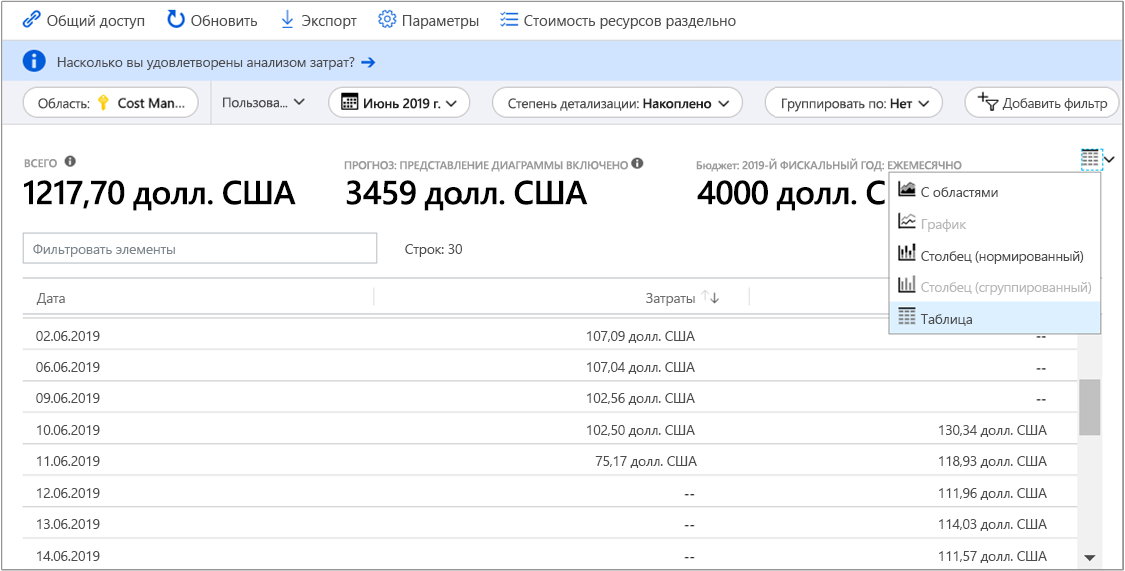 Общий доступ Обновить Экспорт Параметры Стоимость ресурсов раздельно
Насколько вы удовлетворены анализом затрат? →
Область: Cost Man... Пользова... Июнь 2019 г. Степень детализации: Накоплено Группировать по: Нет Добавить фильтр
ВСЕГО ПРОГНОЗ: ПРЕДСТАВЛЕНИЕ ДИАГРАММЫ ВКЛЮЧЕНО Бюджет: 2019-Й ФИСКАЛЬНЫЙ ГОД: ЕЖЕМЕСЯЧНО
1217,70 долл. США 3459 долл. США 4000 долл. С
С областями
График
Столбец (нормированный)
Столбец (сгруппированный)
Таблица
Фильтровать элементы Строк: 30
Дата Затраты ↑↓
02.06.2019 107,09 долл. США --
06.06.2019 107,04 долл. США --
09.06.2019 102,56 долл. США --
10.06.2019 102,50 долл. США 130,34 долл. США
11.06.2019 75,17 долл. США 118,93 долл. США
12.06.2019 -- 111,96 долл. США
13.06.2019 -- 114,03 долл. США
14.06.2019 -- 111,57 долл. США